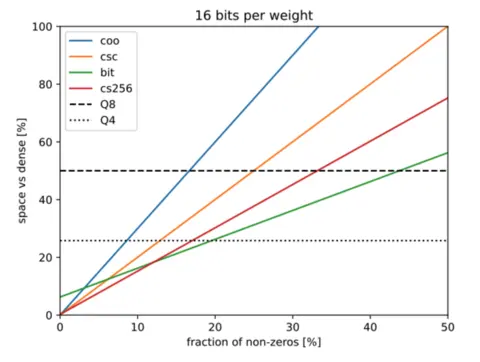 16 bits per weight
100
80
60
40
20
0
space vs dense [%]
coo
csc
bit
cs256
Q8
Q4
0 10 20 30 40 50
fraction of non-zeros [%]